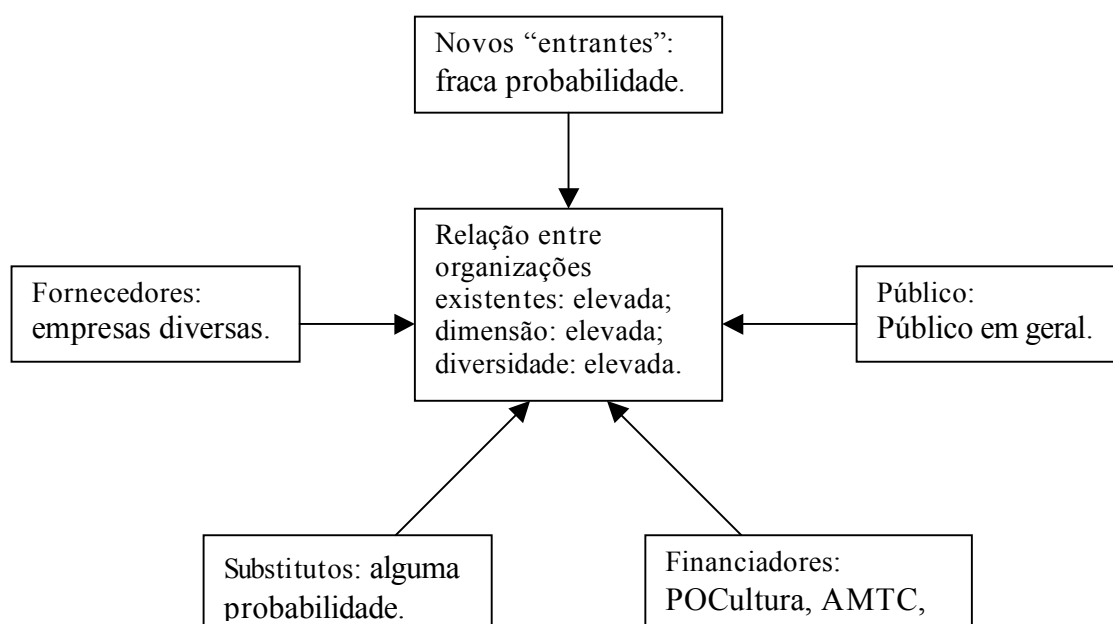 Novos “entrantes”:
fraca probabilidade.
Relação entre
organizações
existentes: elevada;
dimensão: elevada;
diversidade: elevada.
Fornecedores:
empresas diversas.
Público:
Público em geral.
Substitutos: alguma
probabilidade.
Financiadores:
POCultura, AMTC,